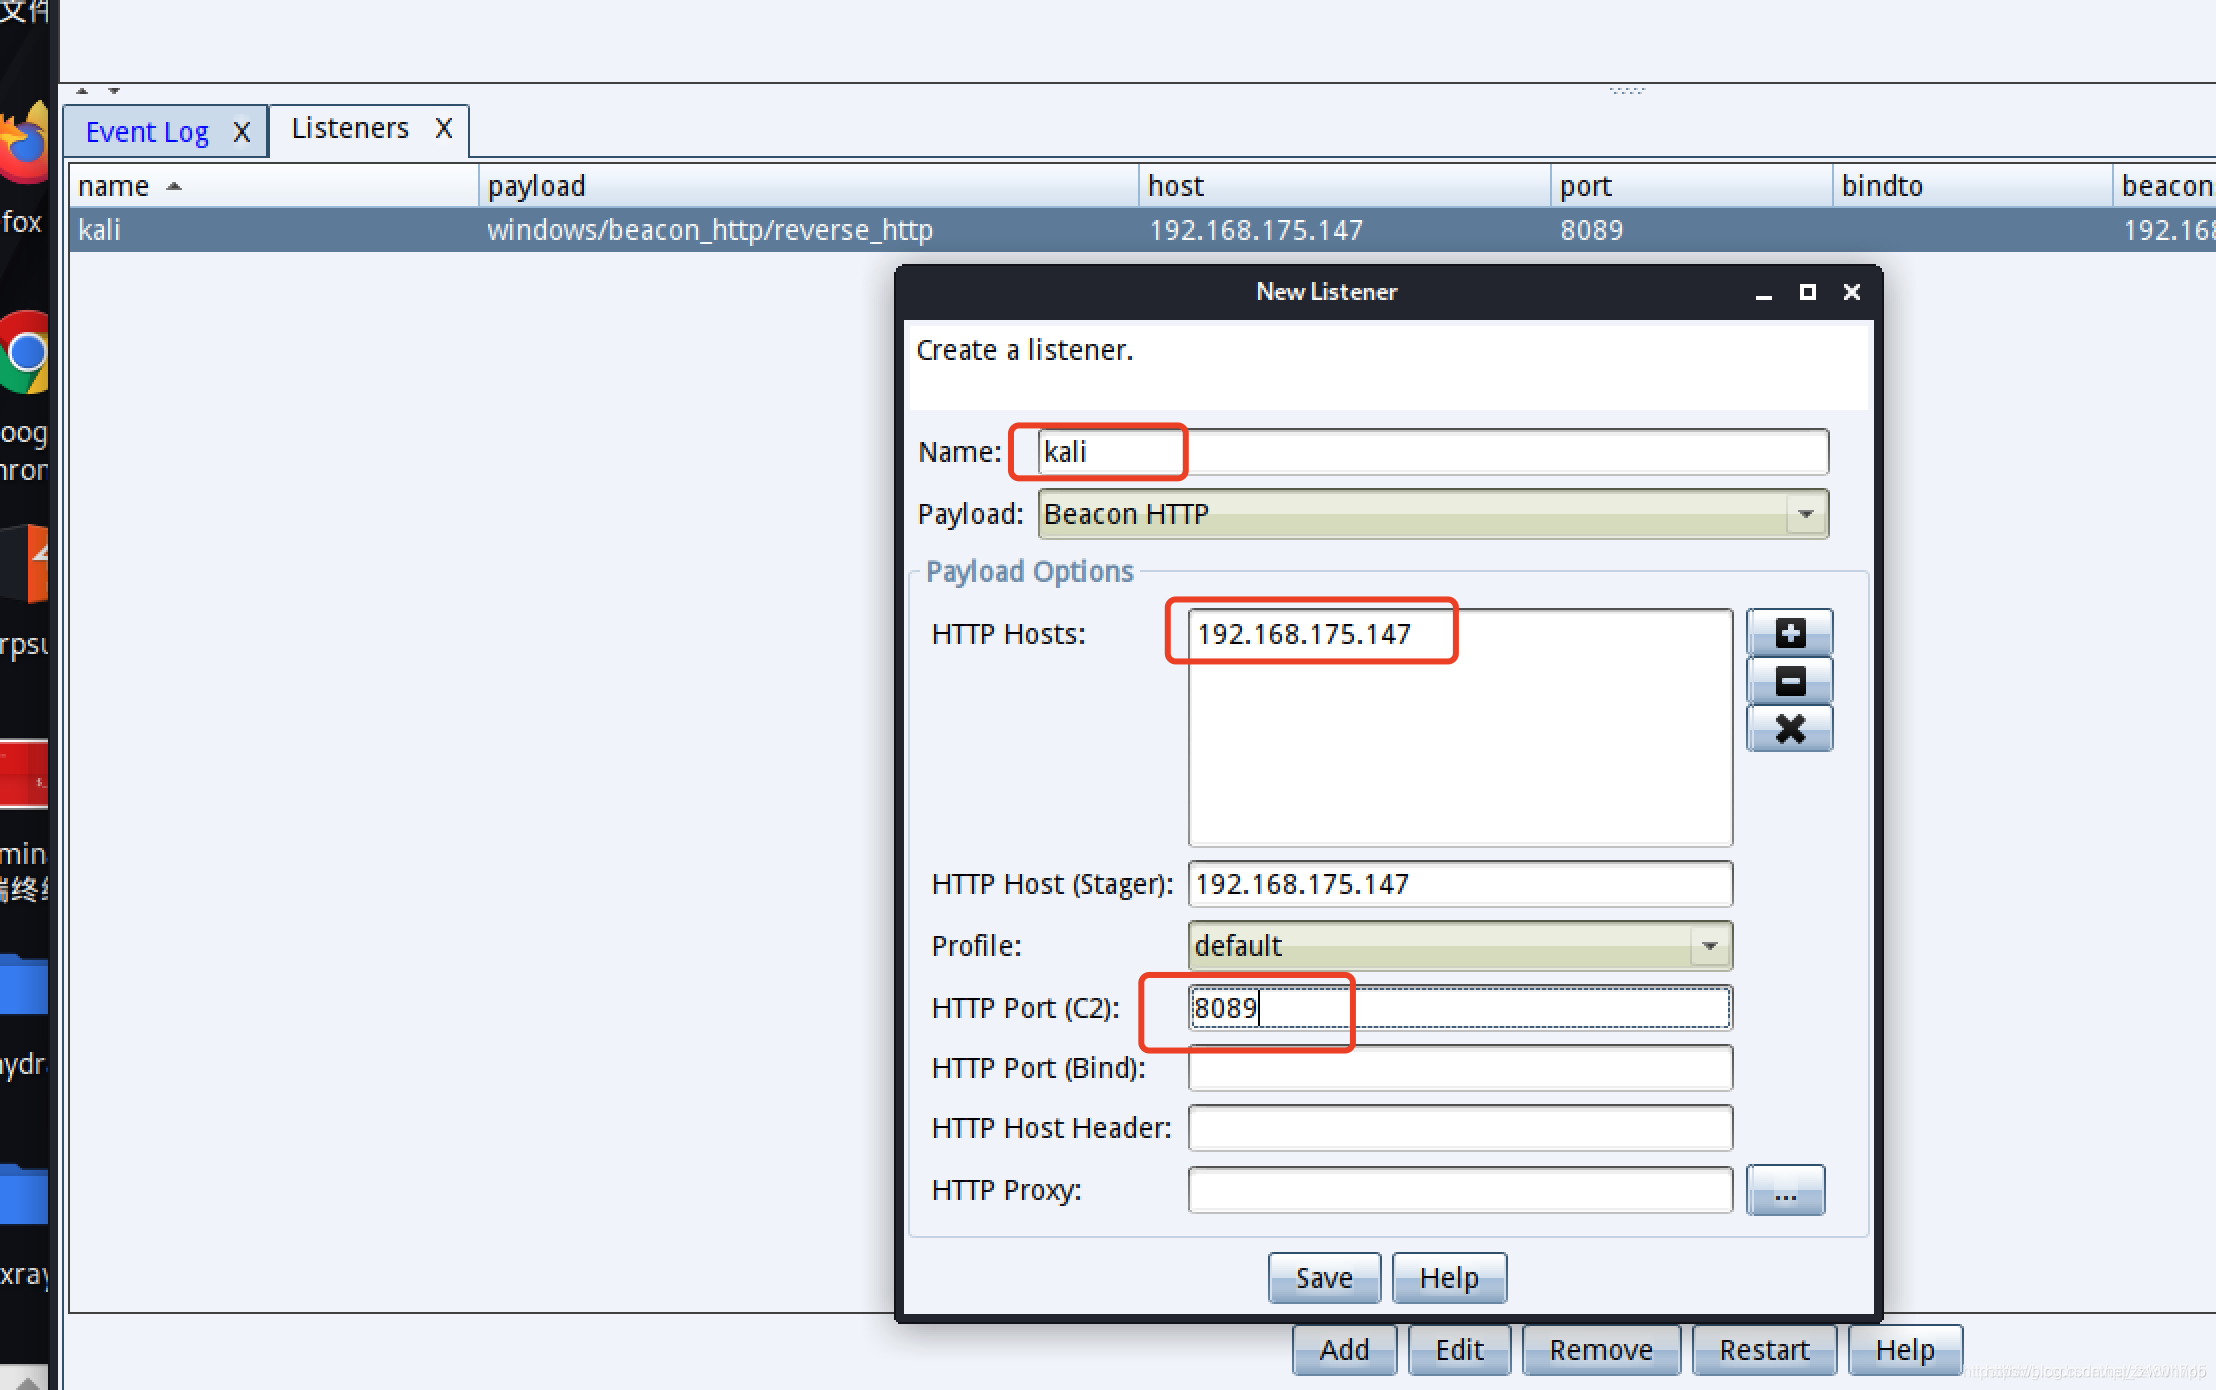 文件
Event Log X Listeners X
name payload host port bindto beacon
kali windows/beacon_http/reverse_http 192.168.175.147 8089 192.168
fox
New Listener
Create a listener.
oog
hron
Name: kali
Payload: Beacon HTTP
Payload Options
HTTP Hosts: 192.168.175.147
rpsu
$_
min
端终
HTTP Host (Stager): 192.168.175.147
Profile: default
HTTP Port (C2): 8089
ydr
HTTP Port (Bind):
HTTP Host Header:
HTTP Proxy: ...
xray
Save Help
Add Edit Remove Restart Help